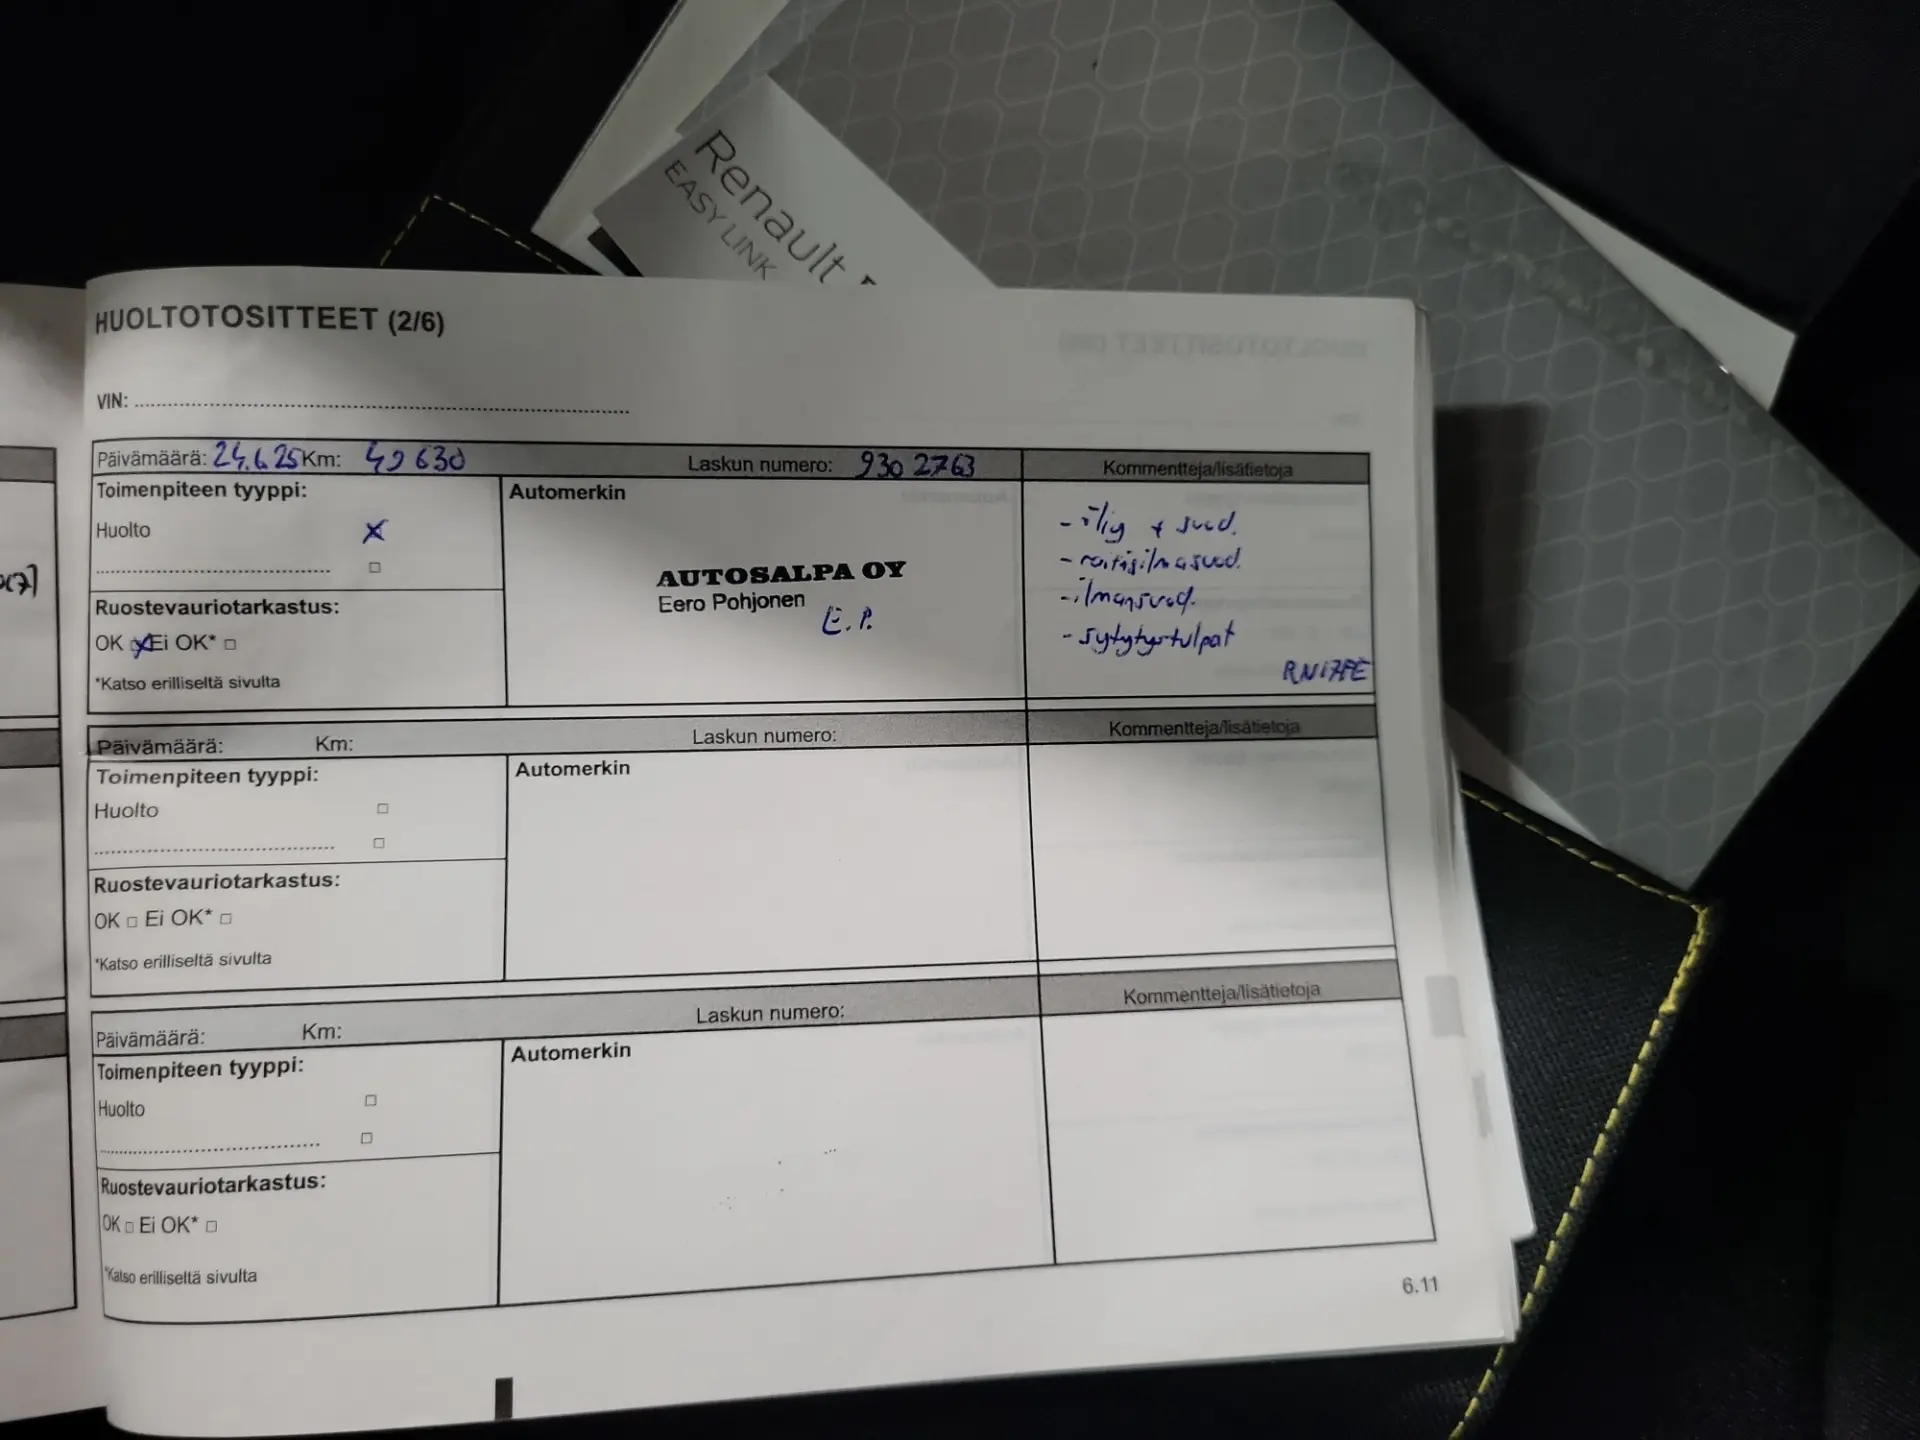 Renault
EASY LINK
HUOLTOTOSITTEET (2/6)
VIN:
Päivämäärä: 24.6.25 Km: 49 630 Laskun numero: 930 2763 Kommentteja/lisätietoja
Toimenpiteen tyyppi:
Automerkin
Huolto X
- öljy + suod.
- raitisilmasuod.
- ilmansuod.
- sytytystulpat
AUTOSALPA OY
Eero Pohjonen
E.P.
Ruostevauriotarkastus:
OK X Ei OK* □
*Katso erilliseltä sivulta
Päivämäärä: Km: Laskun numero: Kommentteja/lisätietoja
Toimenpiteen tyyppi:
Automerkin
Huolto □
□
Ruostevauriotarkastus:
OK □ Ei OK* □
*Katso erilliseltä sivulta
Päivämäärä: Km: Laskun numero: Kommentteja/lisätietoja
Toimenpiteen tyyppi:
Automerkin
Huolto □
□
Ruostevauriotarkastus:
OK □ Ei OK* □
*Katso erilliseltä sivulta
6.11